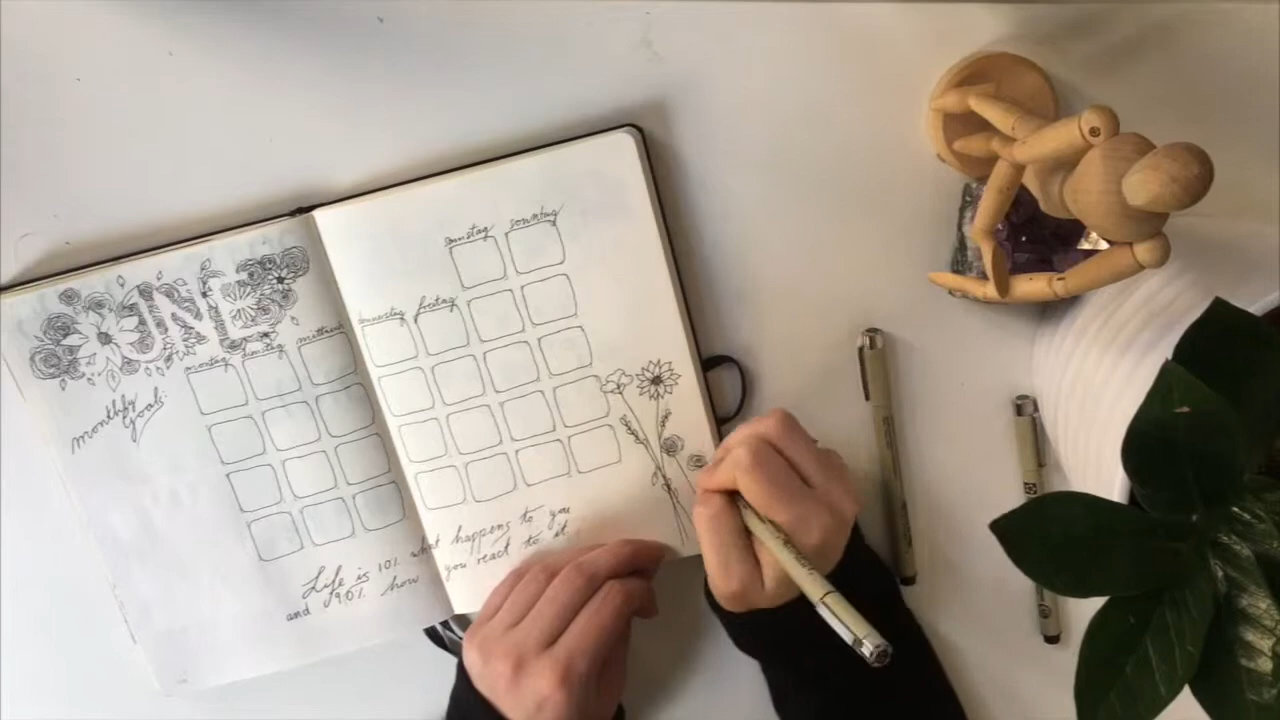 JUNE
montag dienstag mittwoch donnerstag freitag samstag sonntag
monthly
goals:
Life is 10% what happens to you
and 90% how you react to it